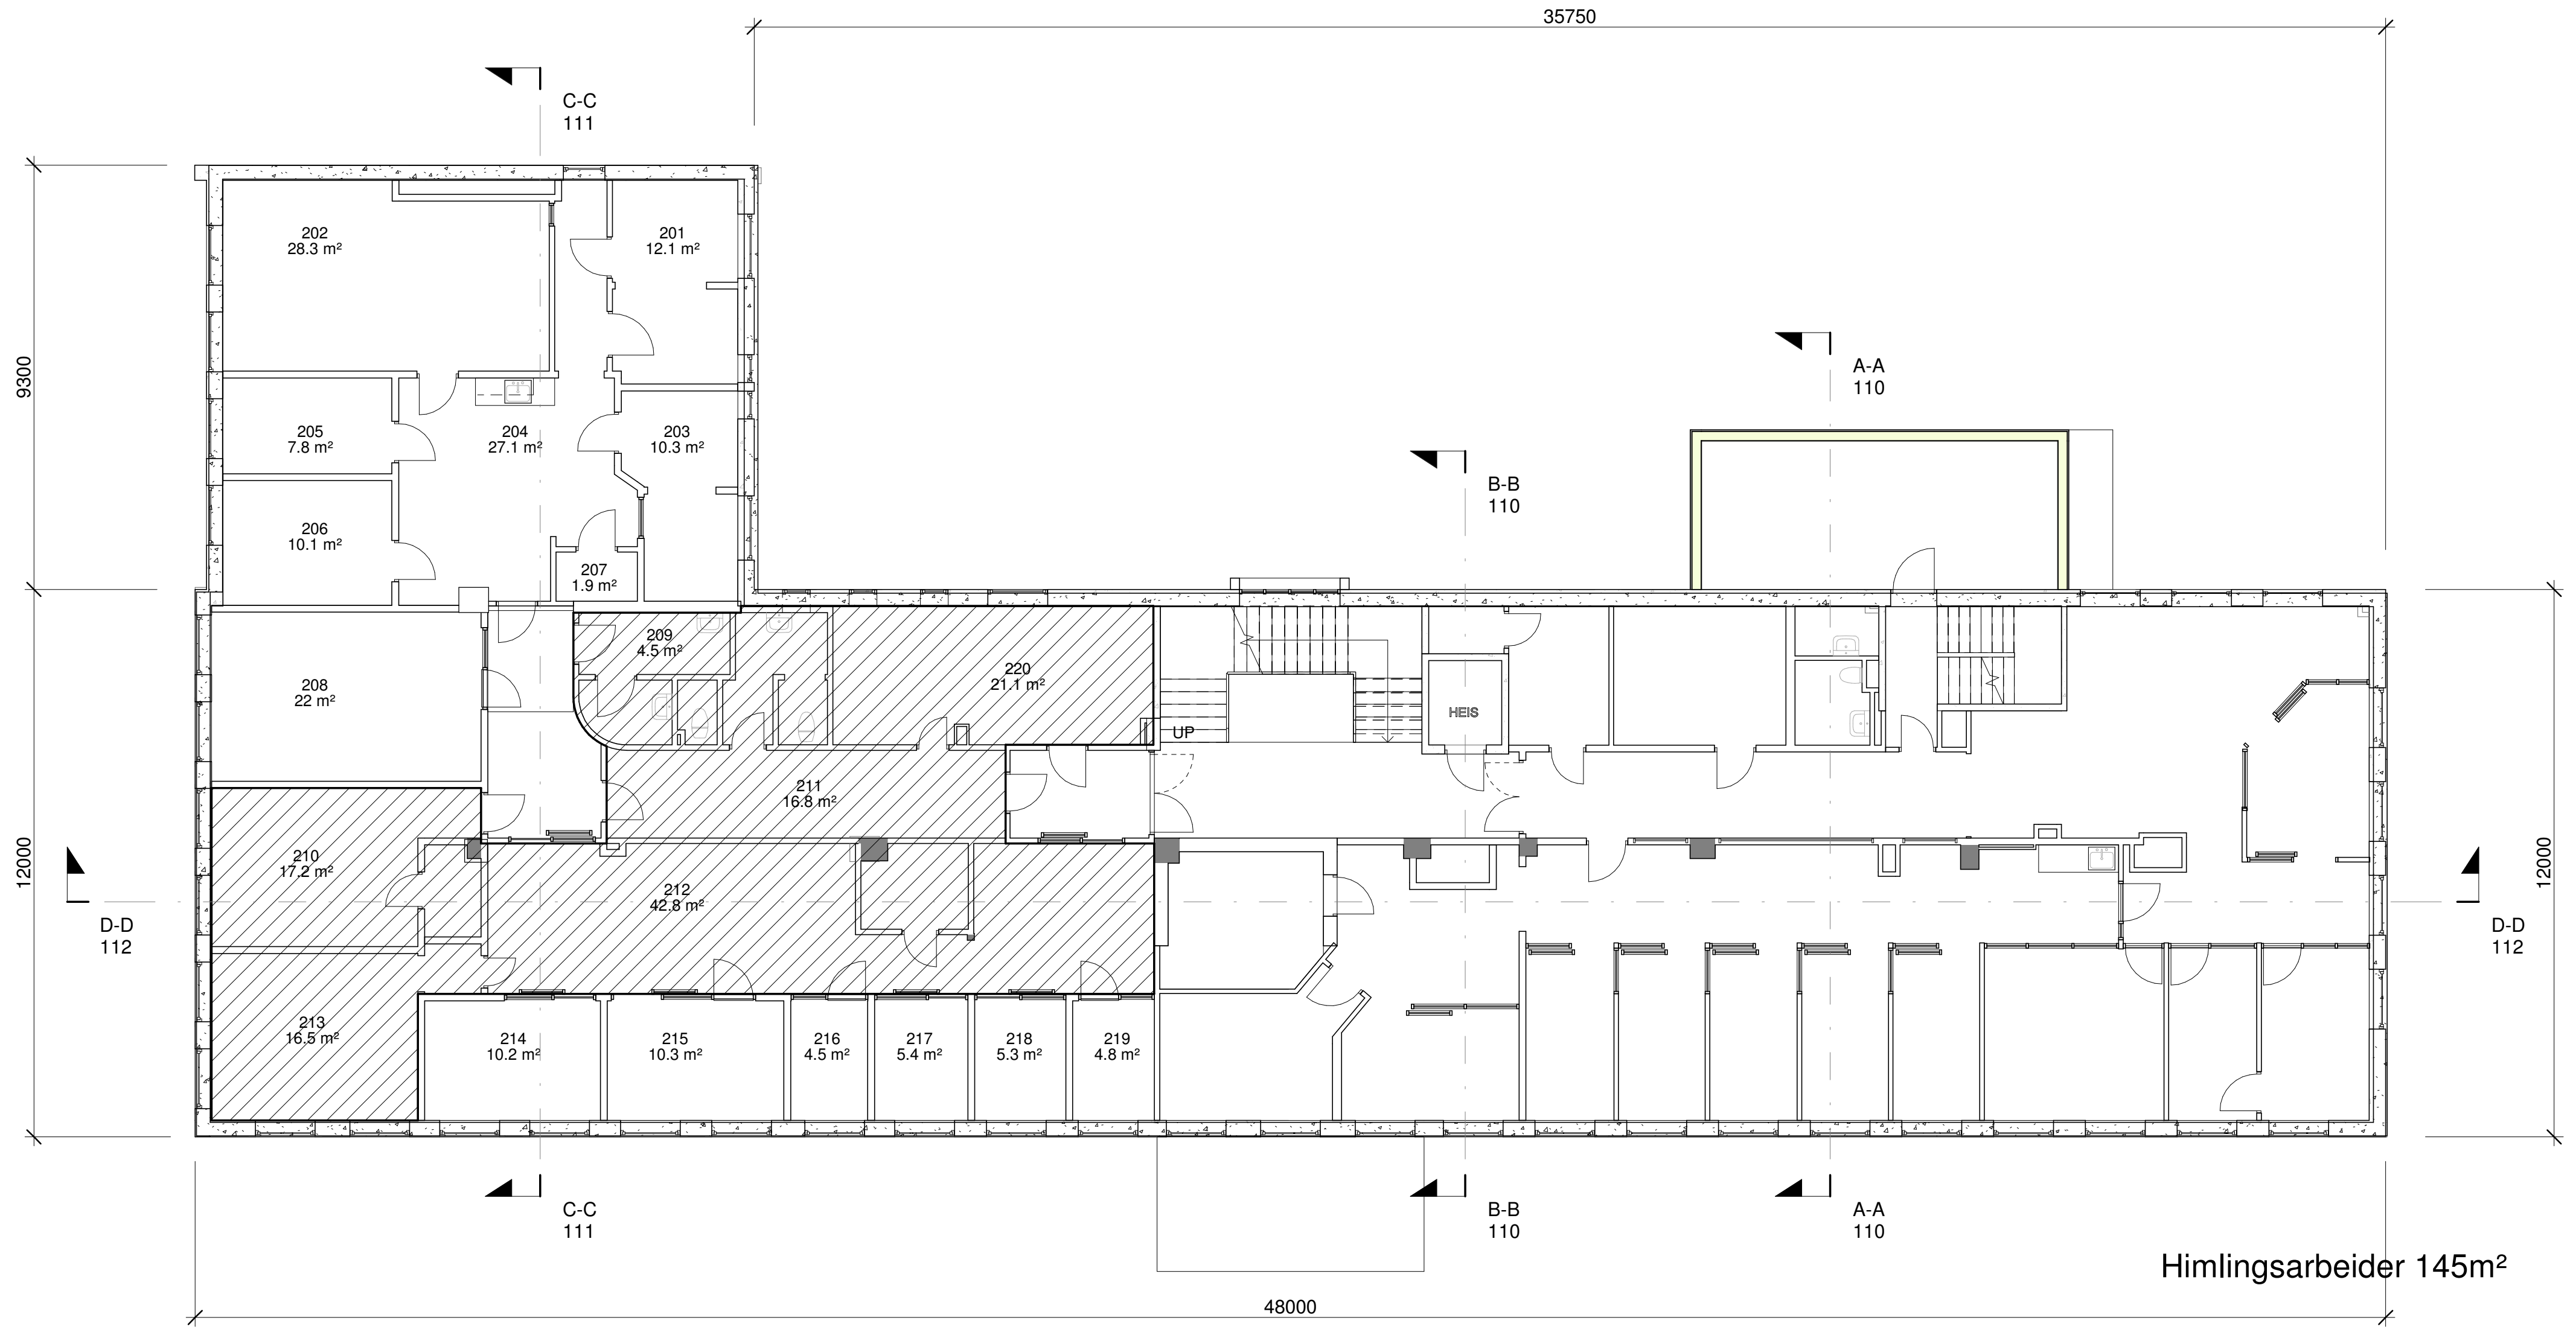 35750
C-C
111
202
28.3 m²
201
12.1 m²
9300
A-A
110
205
7.8 m²
204
27.1 m²
203
10.3 m²
B-B
110
206
10.1 m²
207
1.9 m²
209
4.5 m²
208
22 m²
220
21.1 m²
HEIS
UP
211
16.8 m²
12000
210
17.2 m²
212
42.8 m²
12000
D-D
112
D-D
112
213
16.5 m²
214
10.2 m²
215
10.3 m²
216
4.5 m²
217
5.4 m²
218
5.3 m²
219
4.8 m²
C-C
111
B-B
110
A-A
110
Himlingsarbeider 145m²
48000